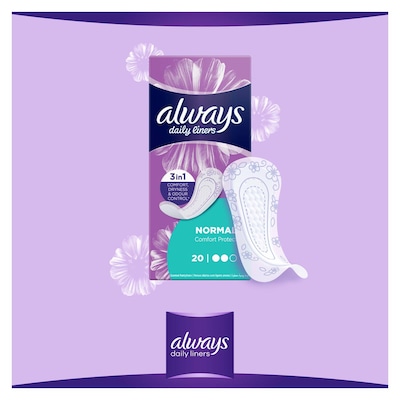 always
daily liners
3in1
COMFORT,
DRYNESS
& ODOUR
CONTROL*
NORMAL
Comfort Protect
20 |
always
daily liners